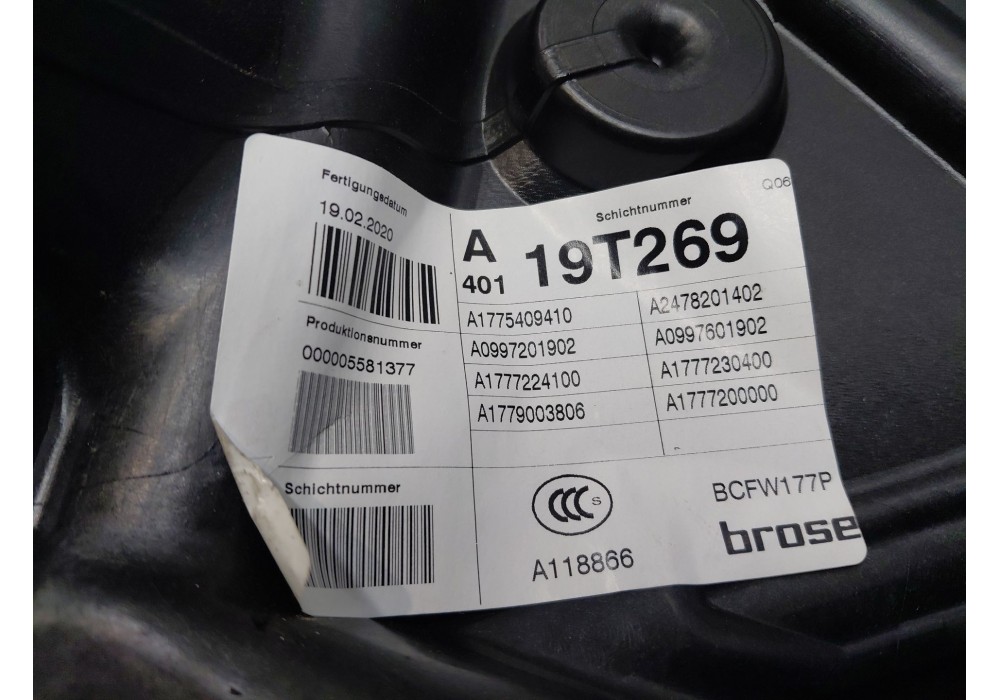 Fertigungsdatum
19.02.2020
Produktionsnummer
000005581377
Schichtnummer
Q06
Schichtnummer
A 19T269
401
A1775409410 A2478201402
A0997201902 A0997601902
A1777224100 A1777230400
A1779003806 A1777200000
CCC S
A118866
BCFW177P
brose